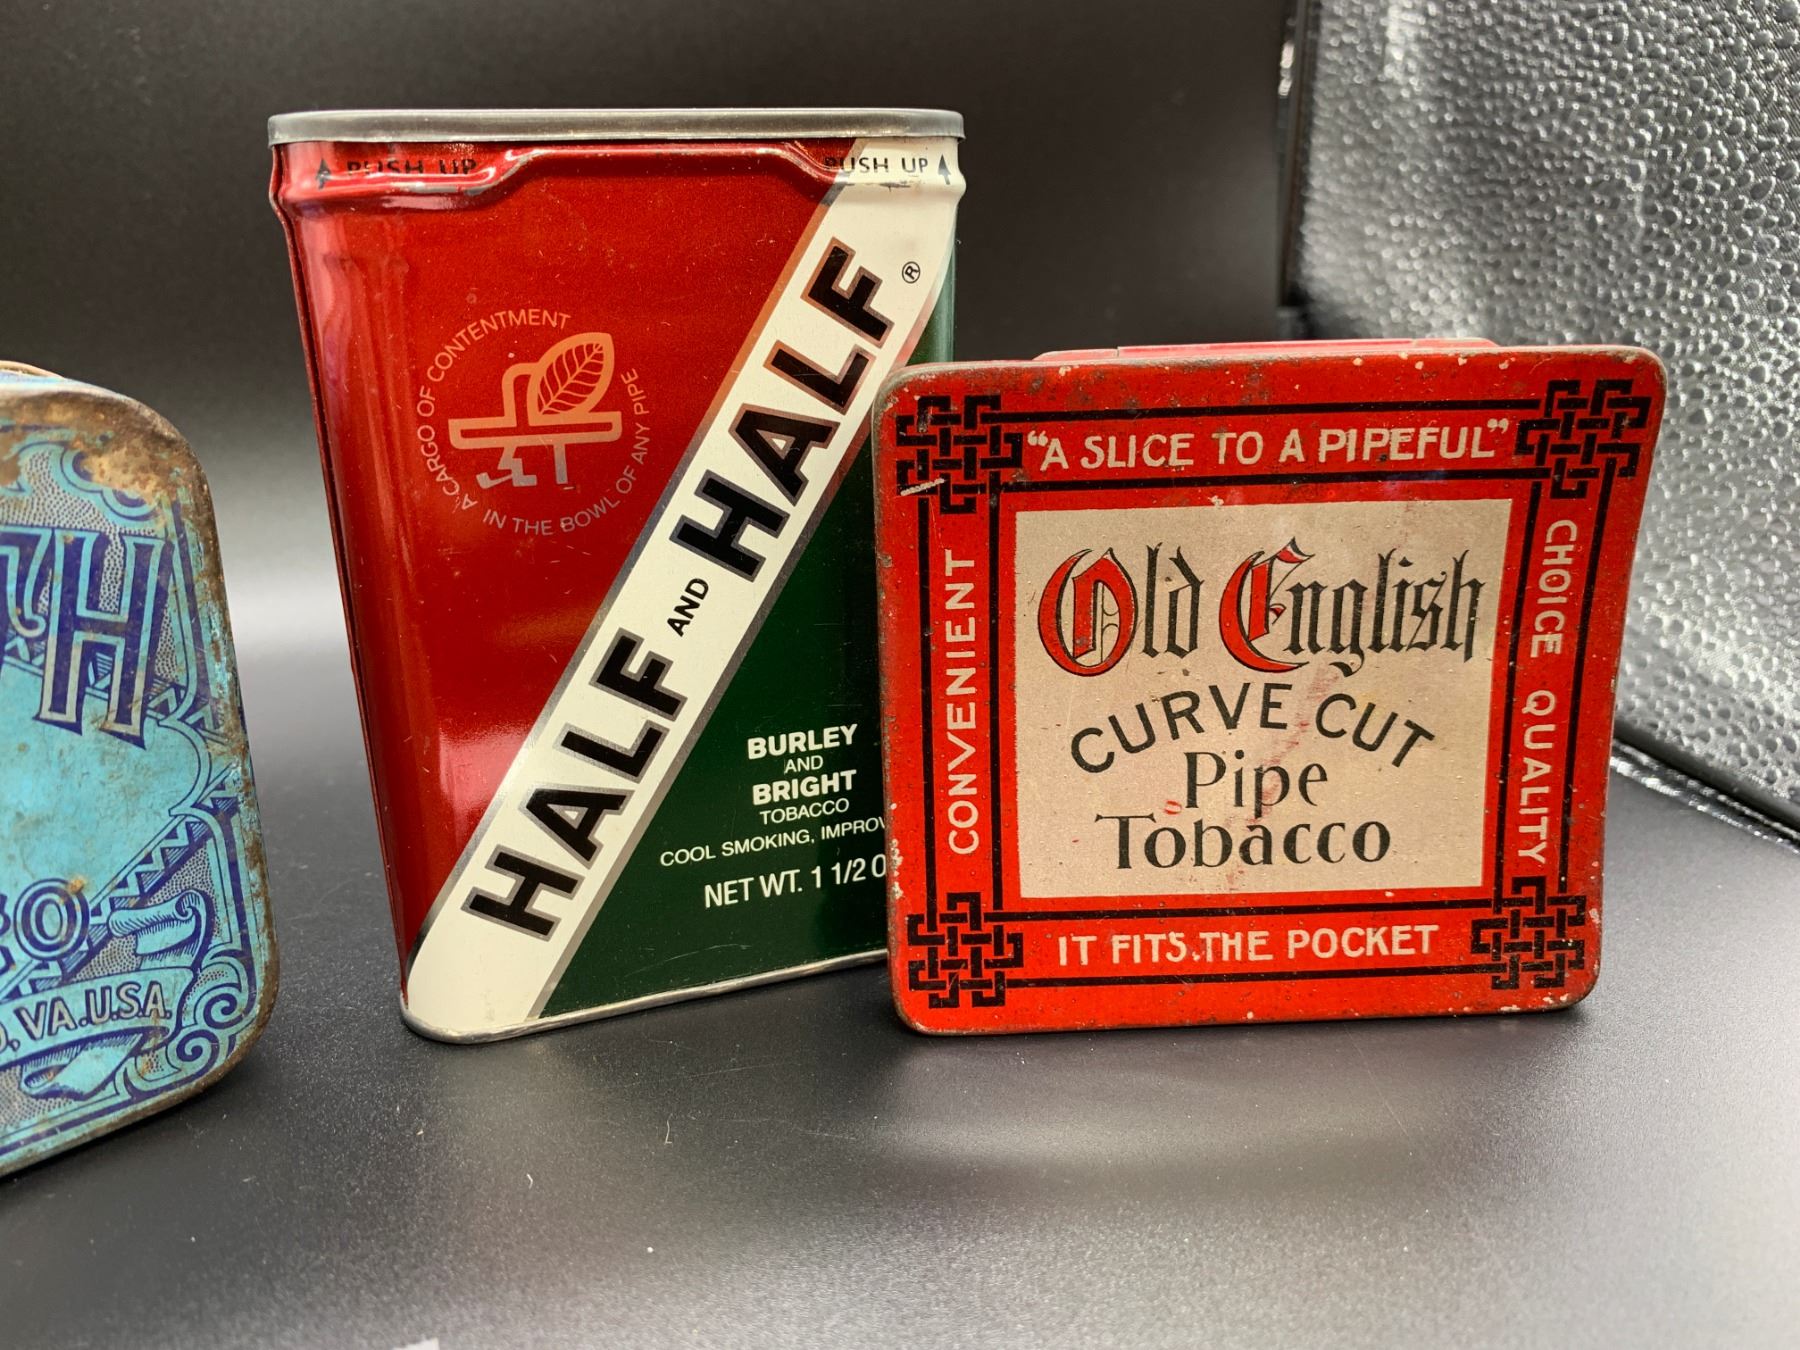 TH
CO
VA.U.S.A.
PUSH UP
PUSH UP
HALF AND HALF ®
A CARGO OF CONTENTMENT
IN THE BOWL OF ANY PIPE
BURLEY
AND
BRIGHT
TOBACCO
COOL SMOKING,
NET WT. 1 1/2
"A SLICE TO A PIPEFUL"
CONVENIENT
CHOICE QUALITY
Old English
CURVE CUT
Pipe
Tobacco
IT FITS THE POCKET